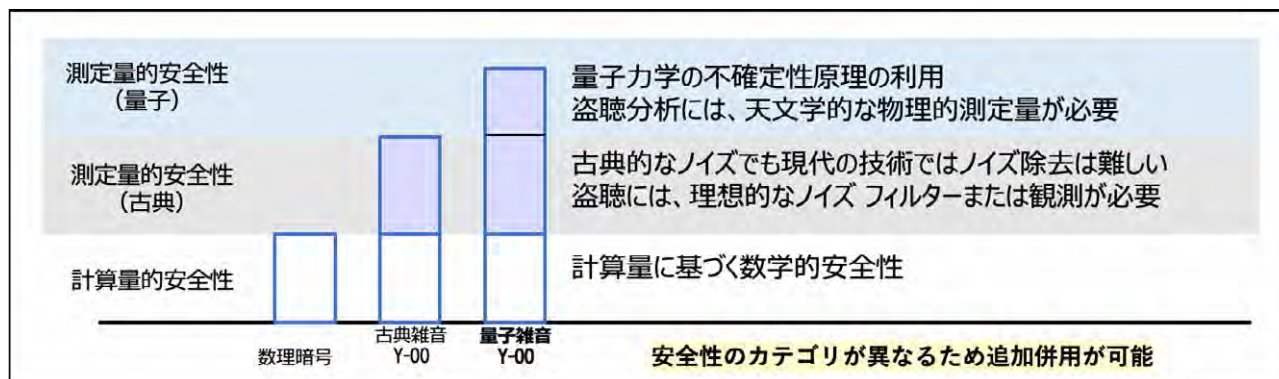 測定量的安全性
（量子）
量子力学の不確定性原理の利用
盗聴分析には、天文学的な物理的測定量が必要
測定量的安全性
（古典）
古典的なノイズでも現代の技術ではノイズ除去は難しい
盗聴には、理想的なノイズ フィルターまたは観測が必要
計算量的安全性
計算量に基づく数学的安全性
数理暗号
古典雑音
Y-00
量子雑音
Y-00
安全性のカテゴリが異なるため追加併用が可能